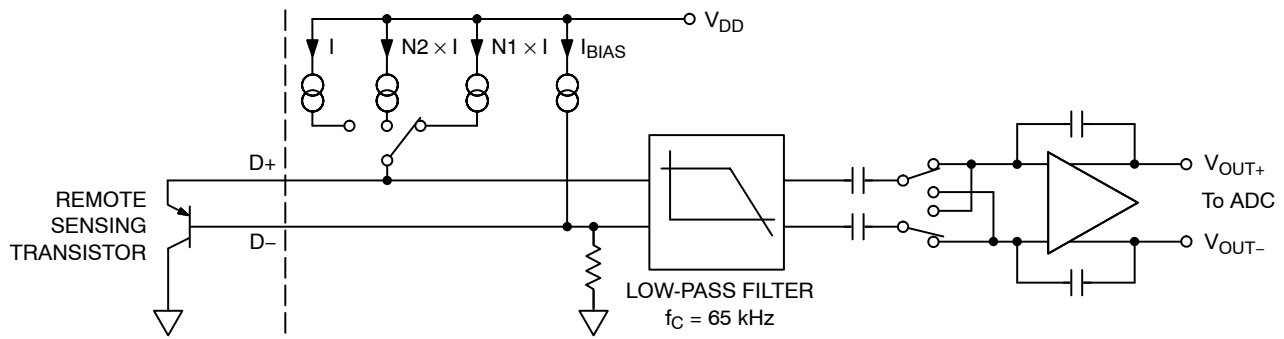 V_DD
I
N2 × I
N1 × I
I_BIAS
D+
REMOTE
SENSING
TRANSISTOR
D−
LOW-PASS FILTER
f_C = 65 kHz
V_OUT+
To ADC
V_OUT−